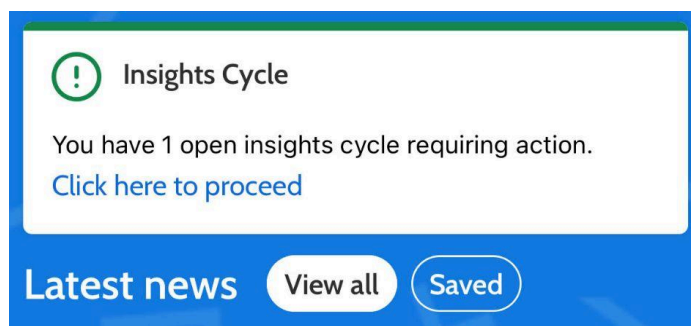 Insights Cycle
You have 1 open insights cycle requiring action.
Click here to proceed
Latest news View all Saved